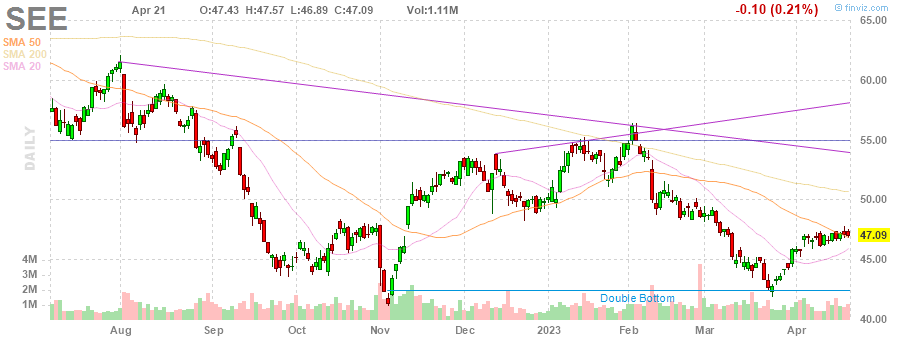 SEE
Apr 21 O:47.43 H:47.57 L:46.89 C:47.09 Vol:1.11M -0.10 (0.21%)
© finviz.com
SMA 50
SMA 200
SMA 20
DAILY
65.00
60.00
55.00
50.00
47.09
45.00
40.00
4M
3M
2M
1M
Double Bottom
Aug Sep Oct Nov Dec 2023 Feb Mar Apr